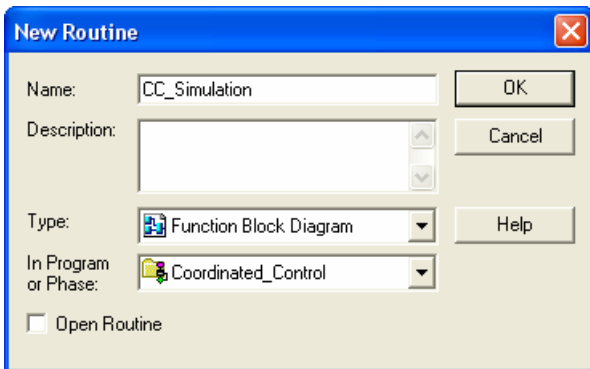 New Routine
Name: CC_Simulation OK
Description: Cancel
Type: Function Block Diagram Help
In Program
or Phase: Coordinated_Control
Open Routine